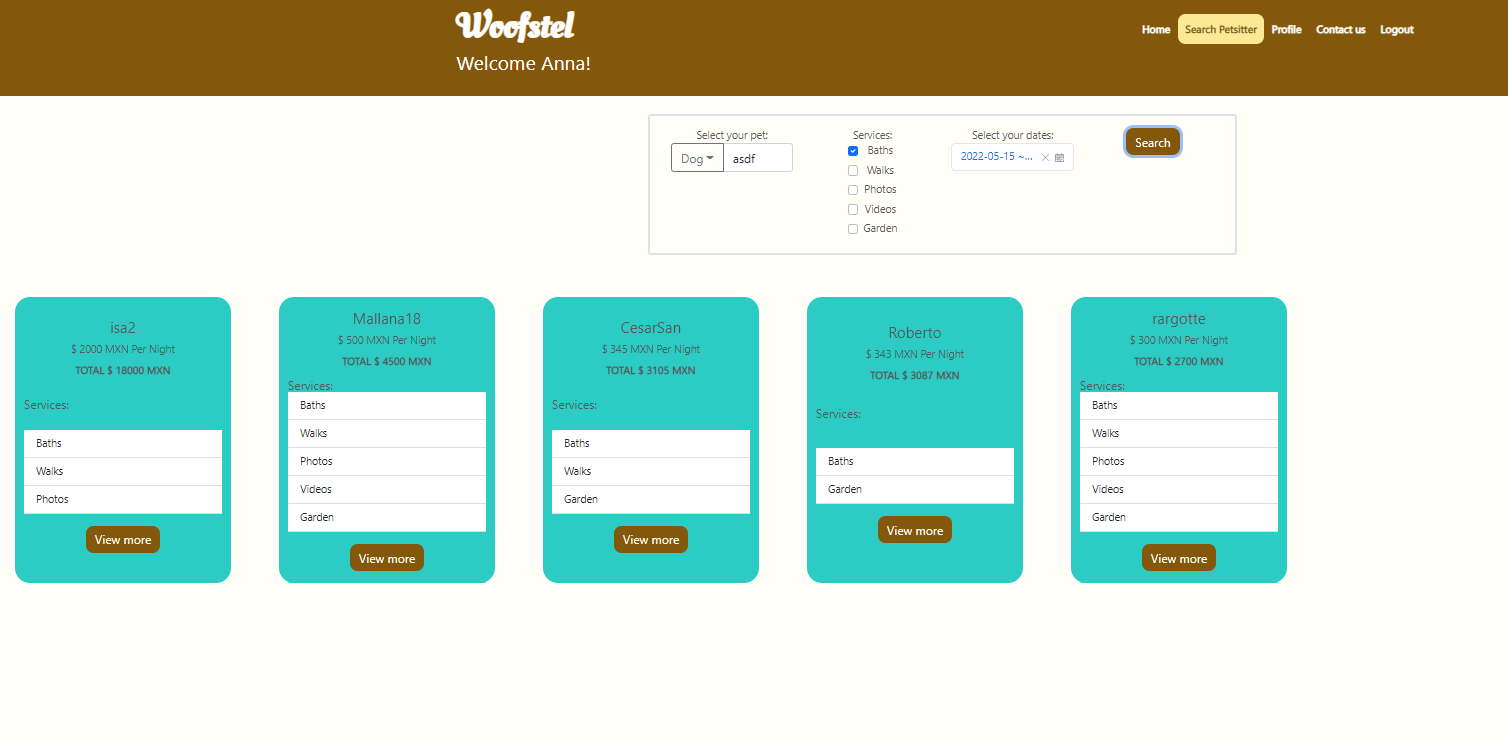 Woofstel
Welcome Anna!
Home Search Petsitter Profile Contact us Logout
Select your pet:
Dog asdf
Services:
Baths
Walks
Photos
Videos
Garden
Select your dates:
2022-05-15 ~...
Search
isa2
$ 2000 MXN Per Night
TOTAL $ 18000 MXN
Services:
Baths
Walks
Photos
View more
Mallana18
$ 500 MXN Per Night
TOTAL $ 4500 MXN
Services:
Baths
Walks
Photos
Videos
Garden
View more
CesarSan
$ 345 MXN Per Night
TOTAL $ 3105 MXN
Services:
Baths
Walks
Garden
View more
Roberto
$ 343 MXN Per Night
TOTAL $ 3087 MXN
Services:
Baths
Garden
View more
rargotte
$ 300 MXN Per Night
TOTAL $ 2700 MXN
Services:
Baths
Walks
Photos
Videos
Garden
View more